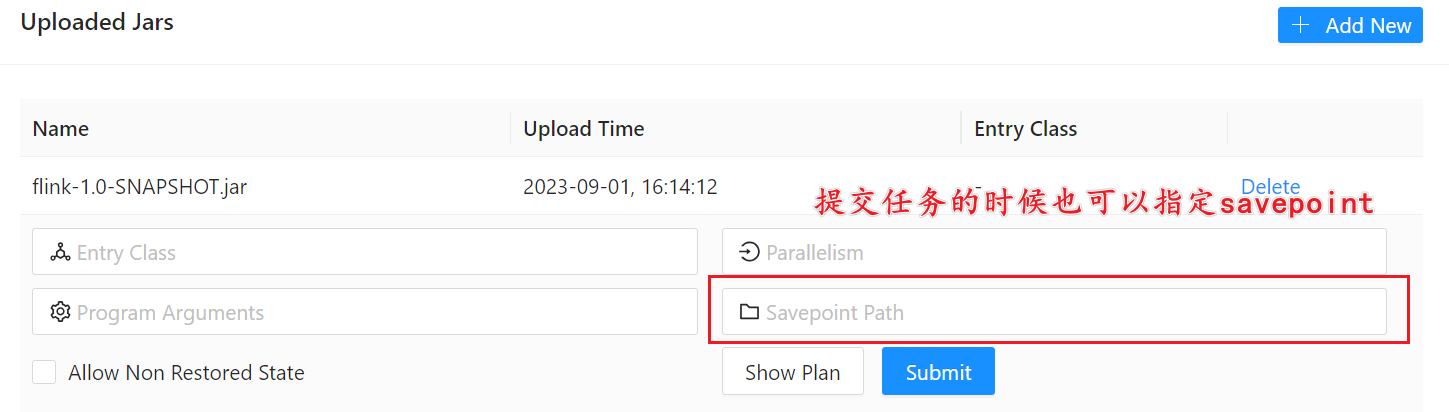 Uploaded Jars
Add New
Name Upload Time Entry Class
flink-1.0-SNAPSHOT.jar 2023-09-01, 16:14:12 - Delete
提交任务的时候也可以指定savepoint
Entry Class Parallelism
Program Arguments Savepoint Path
Allow Non Restored State Show Plan Submit